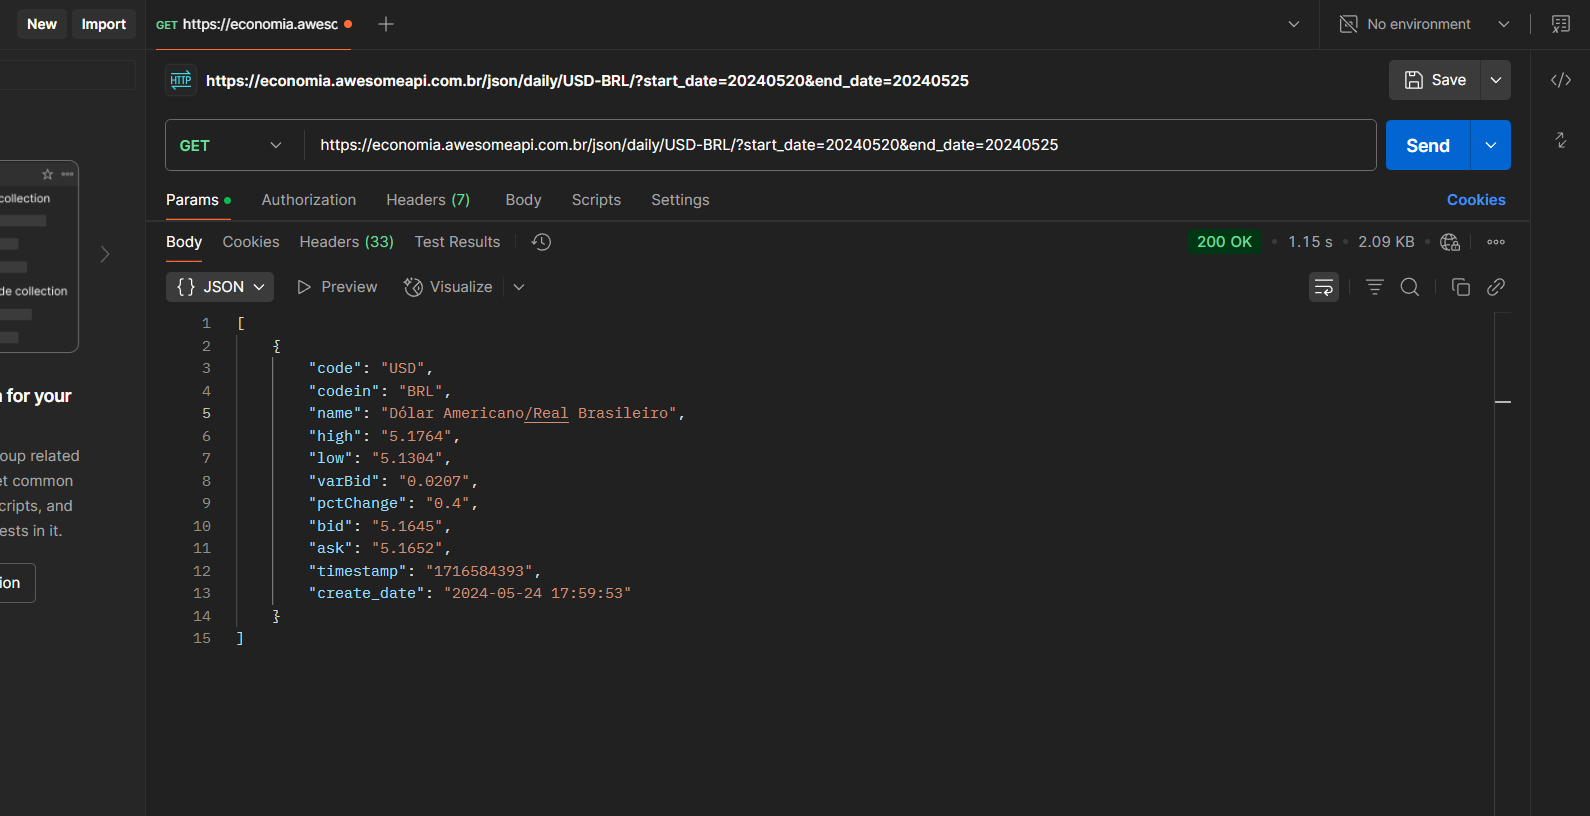 New Import GET https://economia.awesc No environment
https://economia.awesomeapi.com.br/json/daily/USD-BRL/?start_date=20240520&end_date=20240525 Save
GET https://economia.awesomeapi.com.br/json/daily/USD-BRL/?start_date=20240520&end_date=20240525 Send
Params Authorization Headers (7) Body Scripts Settings Cookies
collection
Body Cookies Headers (33) Test Results 200 OK 1.15 s 2.09 KB
de collection
{} JSON Preview Visualize
1 [
2 {
3 "code": "USD",
4 "codein": "BRL",
5 "name": "Dólar Americano/Real Brasileiro",
6 "high": "5.1764",
7 "low": "5.1304",
8 "varBid": "0.0207",
9 "pctChange": "0.4",
10 "bid": "5.1645",
11 "ask": "5.1652",
12 "timestamp": "1716584393",
13 "create_date": "2024-05-24 17:59:53"
14 }
15 ]
for your
oup related
et common
cripts, and
ests in it.
ion